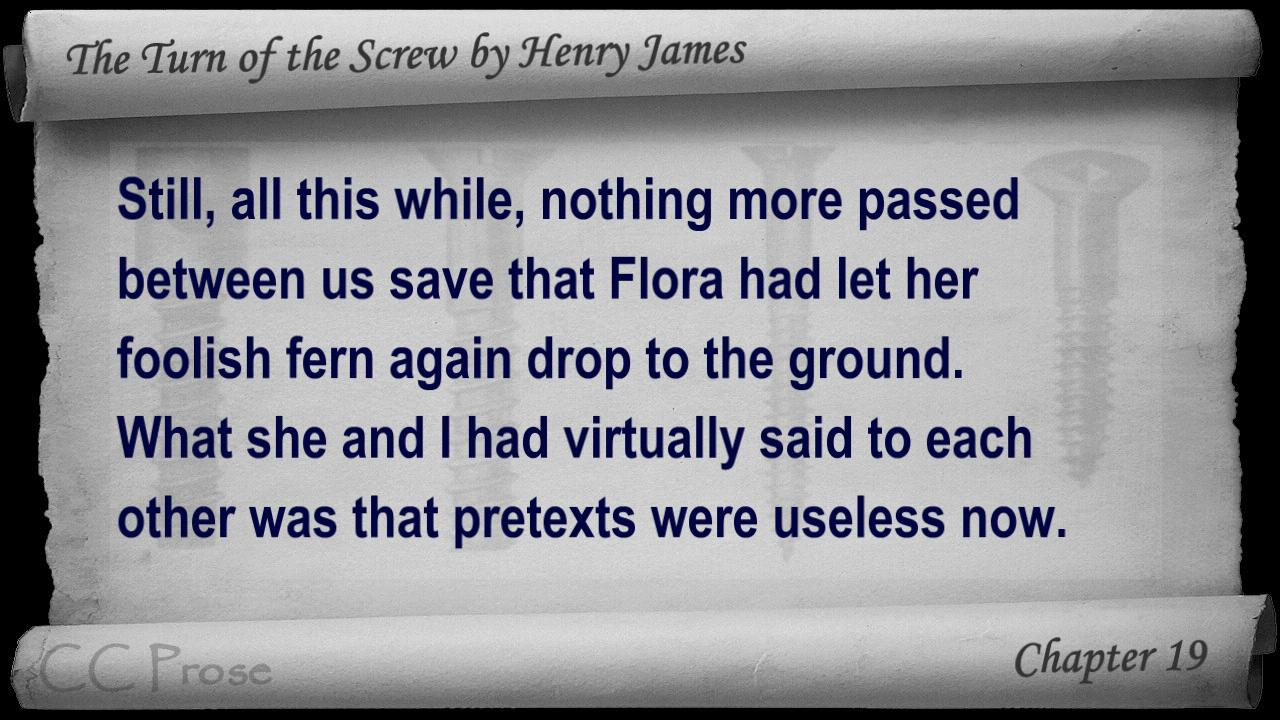 The Turn of the Screw by Henry James
Still, all this while, nothing more passed
between us save that Flora had let her
foolish fern again drop to the ground.
What she and I had virtually said to each
other was that pretexts were useless now.
CC Prose
Chapter 19